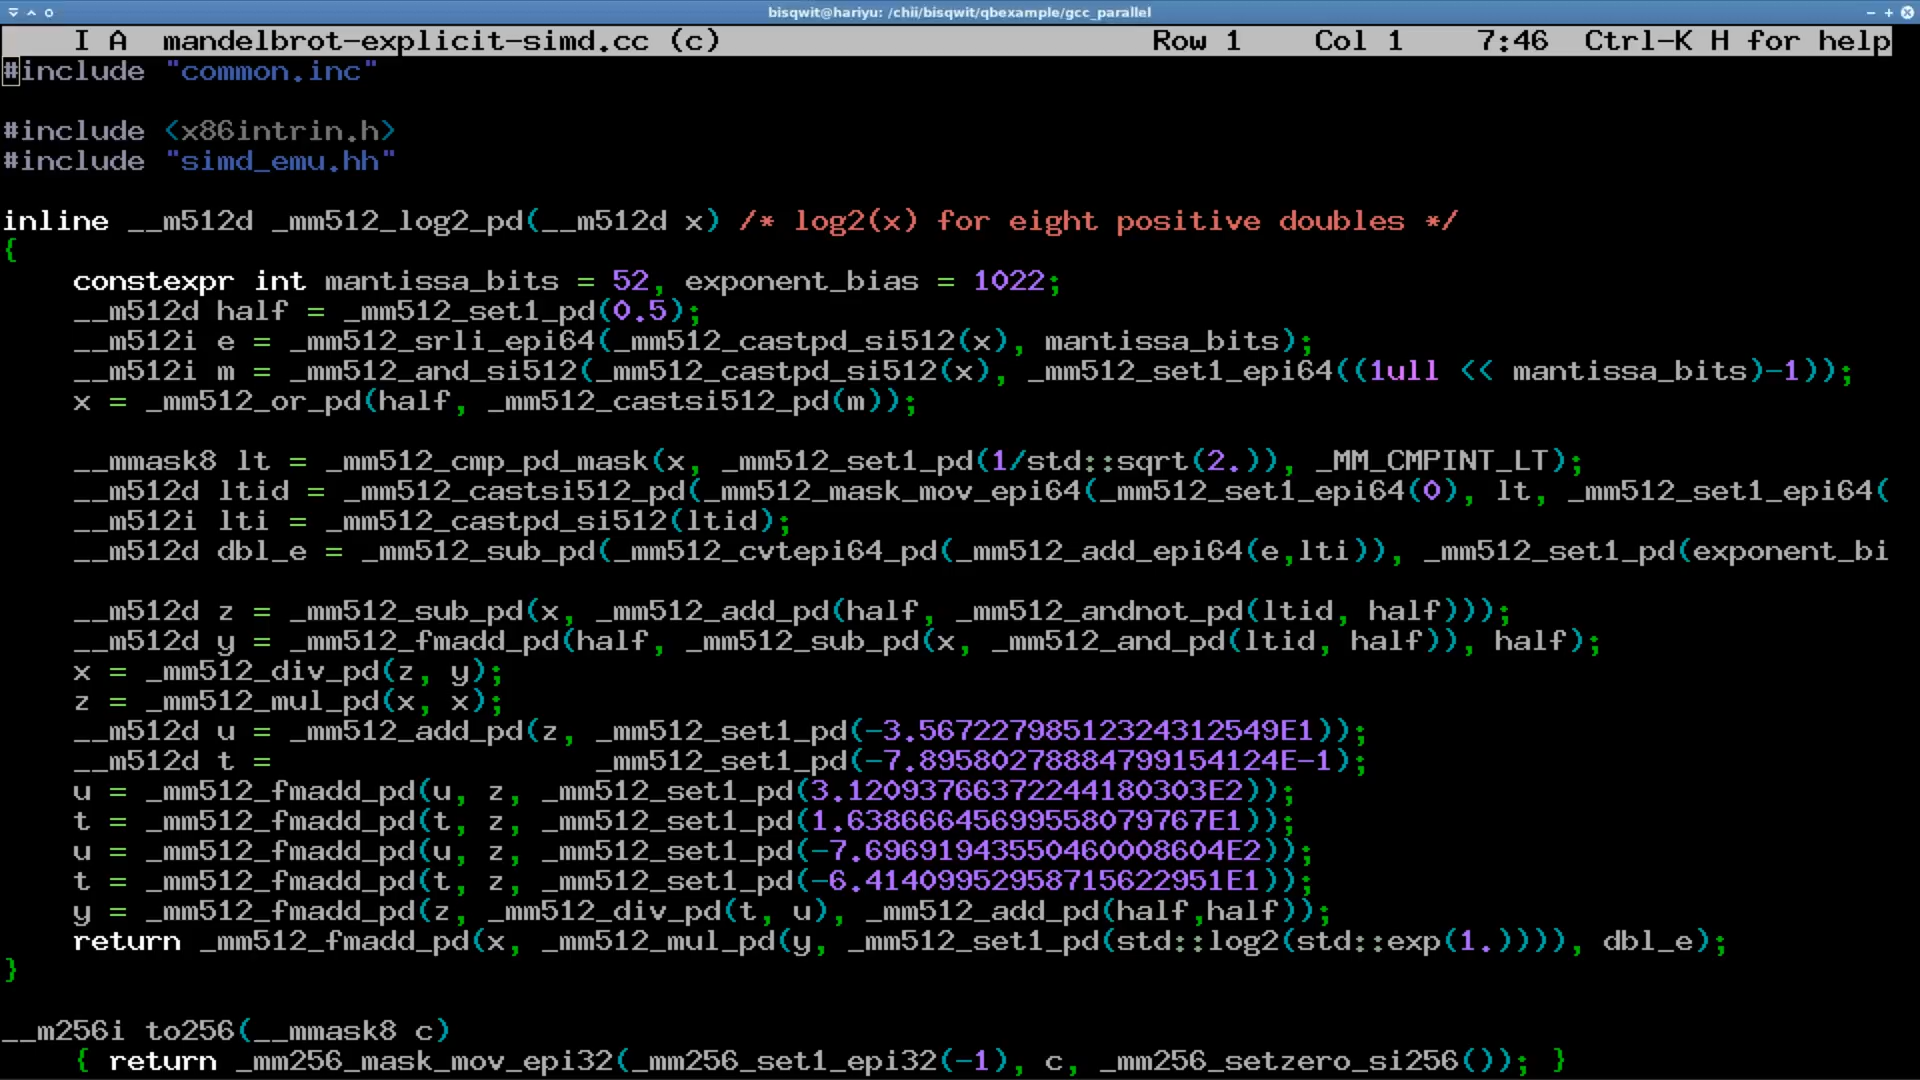 bisqwit@hariyu: /chii/bisqwit/qbexample/gcc_parallel
I A mandelbrot-explicit-simd.cc (c) Row 1 Col 1 7:46 Ctrl-K H for help
#include "common.inc"
#include <x86intrin.h>
#include "simd_emu.hh"
inline __m512d _mm512_log2_pd(__m512d x) /* log2(x) for eight positive doubles */
{
    constexpr int mantissa_bits = 52, exponent_bias = 1022;
    __m512d half = _mm512_set1_pd(0.5);
    __m512i e = _mm512_srli_epi64(_mm512_castpd_si512(x), mantissa_bits);
    __m512i m = _mm512_and_si512(_mm512_castpd_si512(x), _mm512_set1_epi64((1ull << mantissa_bits)-1));
    x = _mm512_or_pd(half, _mm512_castsi512_pd(m));
    __mmask8 lt = _mm512_cmp_pd_mask(x, _mm512_set1_pd(1/std::sqrt(2.)), _MM_CMPINT_LT);
    __m512d ltid = _mm512_castsi512_pd(_mm512_mask_mov_epi64(_mm512_set1_epi64(0), lt, _mm512_set1_epi64(
    __m512i lti = _mm512_castpd_si512(ltid);
    __m512d dbl_e = _mm512_sub_pd(_mm512_cvtepi64_pd(_mm512_add_epi64(e,lti)), _mm512_set1_pd(exponent_bi
    __m512d z = _mm512_sub_pd(x, _mm512_add_pd(half, _mm512_andnot_pd(ltid, half)));
    __m512d y = _mm512_fmadd_pd(half, _mm512_sub_pd(x, _mm512_and_pd(ltid, half)), half);
    x = _mm512_div_pd(z, y);
    z = _mm512_mul_pd(x, x);
    __m512d u = _mm512_add_pd(z, _mm512_set1_pd(-3.56722798512324312549E1));
    __m512d t =                  _mm512_set1_pd(-7.89580278884799154124E-1);
    u = _mm512_fmadd_pd(u, z, _mm512_set1_pd(3.12093766372244180303E2));
    t = _mm512_fmadd_pd(t, z, _mm512_set1_pd(1.63866645699558079767E1));
    u = _mm512_fmadd_pd(u, z, _mm512_set1_pd(-7.69691943550460008604E2));
    t = _mm512_fmadd_pd(t, z, _mm512_set1_pd(-6.41409952958715622951E1));
    y = _mm512_fmadd_pd(z, _mm512_div_pd(t, u), _mm512_add_pd(half,half));
    return _mm512_fmadd_pd(x, _mm512_mul_pd(y, _mm512_set1_pd(std::log2(std::exp(1.)))), dbl_e);
}
__m256i to256(__mmask8 c)
    { return _mm256_mask_mov_epi32(_mm256_set1_epi32(-1), c, _mm256_setzero_si256()); }